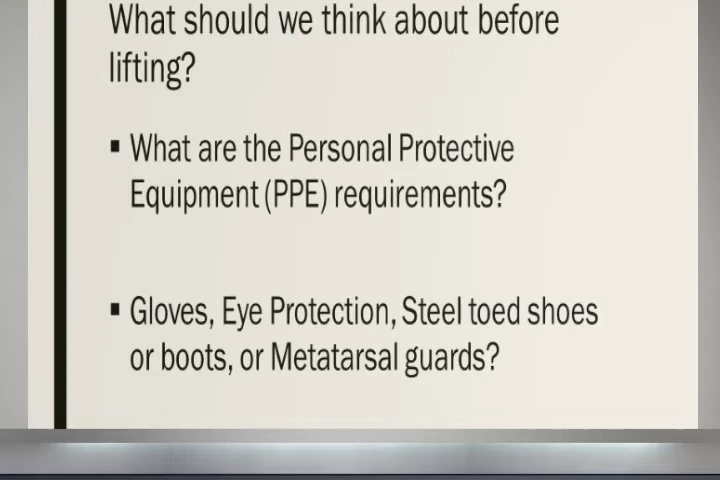 What should we think about before
lifting?
▪ What are the Personal Protective
Equipment (PPE) requirements?
▪ Gloves, Eye Protection, Steel toed shoes
or boots, or Metatarsal guards?